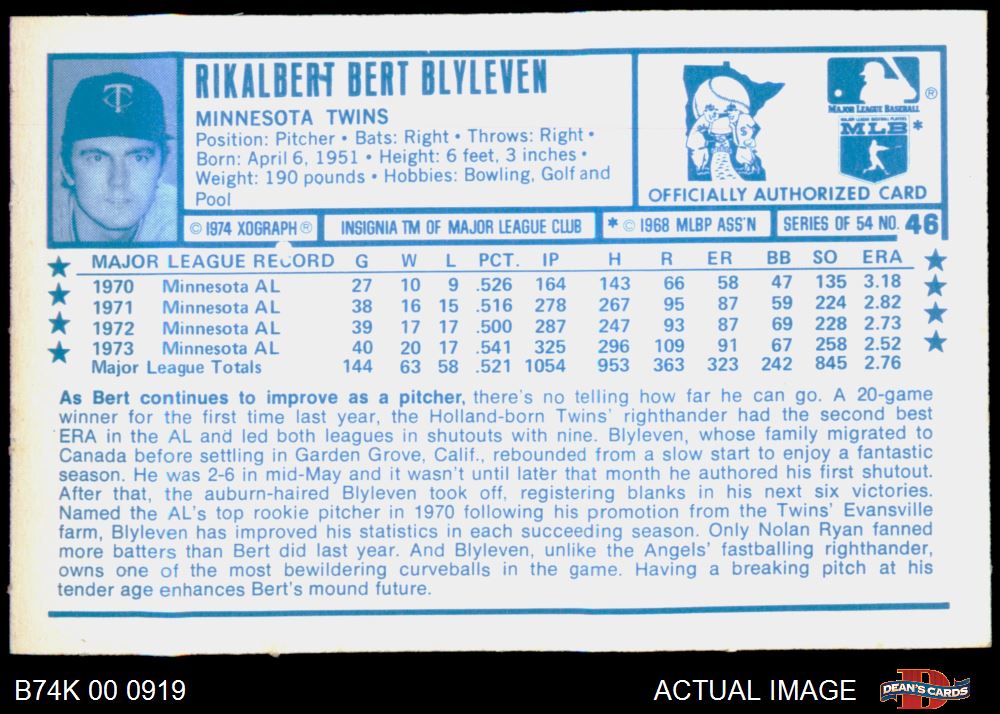 RIKALBERT BERT BLYLEVEN
MINNESOTA TWINS
Position: Pitcher • Bats: Right • Throws: Right •
Born: April 6, 1951 • Height: 6 feet, 3 inches •
Weight: 190 pounds • Hobbies: Bowling, Golf and
Pool
TC
MAJOR LEAGUE BASEBALL ®
MAJOR LEAGUE BASEBALL PLAYERS
MLB *
OFFICIALLY AUTHORIZED CARD
© 1974 XOGRAPH ® INSIGNIA TM OF MAJOR LEAGUE CLUB * © 1968 MLBP ASS'N SERIES OF 54 NO. 46
MAJOR LEAGUE RECORD G W L PCT. IP H R ER BB SO ERA
1970 Minnesota AL 27 10 9 .526 164 143 66 58 47 135 3.18
1971 Minnesota AL 38 16 15 .516 278 267 95 87 59 224 2.82
1972 Minnesota AL 39 17 17 .500 287 247 93 87 69 228 2.73
1973 Minnesota AL 40 20 17 .541 325 296 109 91 67 258 2.52
Major League Totals 144 63 58 .521 1054 953 363 323 242 845 2.76
As Bert continues to improve as a pitcher, there's no telling how far he can go. A 20-game
winner for the first time last year, the Holland-born Twins' righthander had the second best
ERA in the AL and led both leagues in shutouts with nine. Blyleven, whose family migrated to
Canada before settling in Garden Grove, Calif., rebounded from a slow start to enjoy a fantastic
season. He was 2-6 in mid-May and it wasn't until later that month he authored his first shutout.
After that, the auburn-haired Blyleven took off, registering blanks in his next six victories.
Named the AL's top rookie pitcher in 1970 following his promotion from the Twins' Evansville
farm, Blyleven has improved his statistics in each succeeding season. Only Nolan Ryan fanned
more batters than Bert did last year. And Blyleven, unlike the Angels' fastballing righthander,
owns one of the most bewildering curveballs in the game. Having a breaking pitch at his
tender age enhances Bert's mound future.
B74K 00 0919 ACTUAL IMAGE DEAN'S CARDS